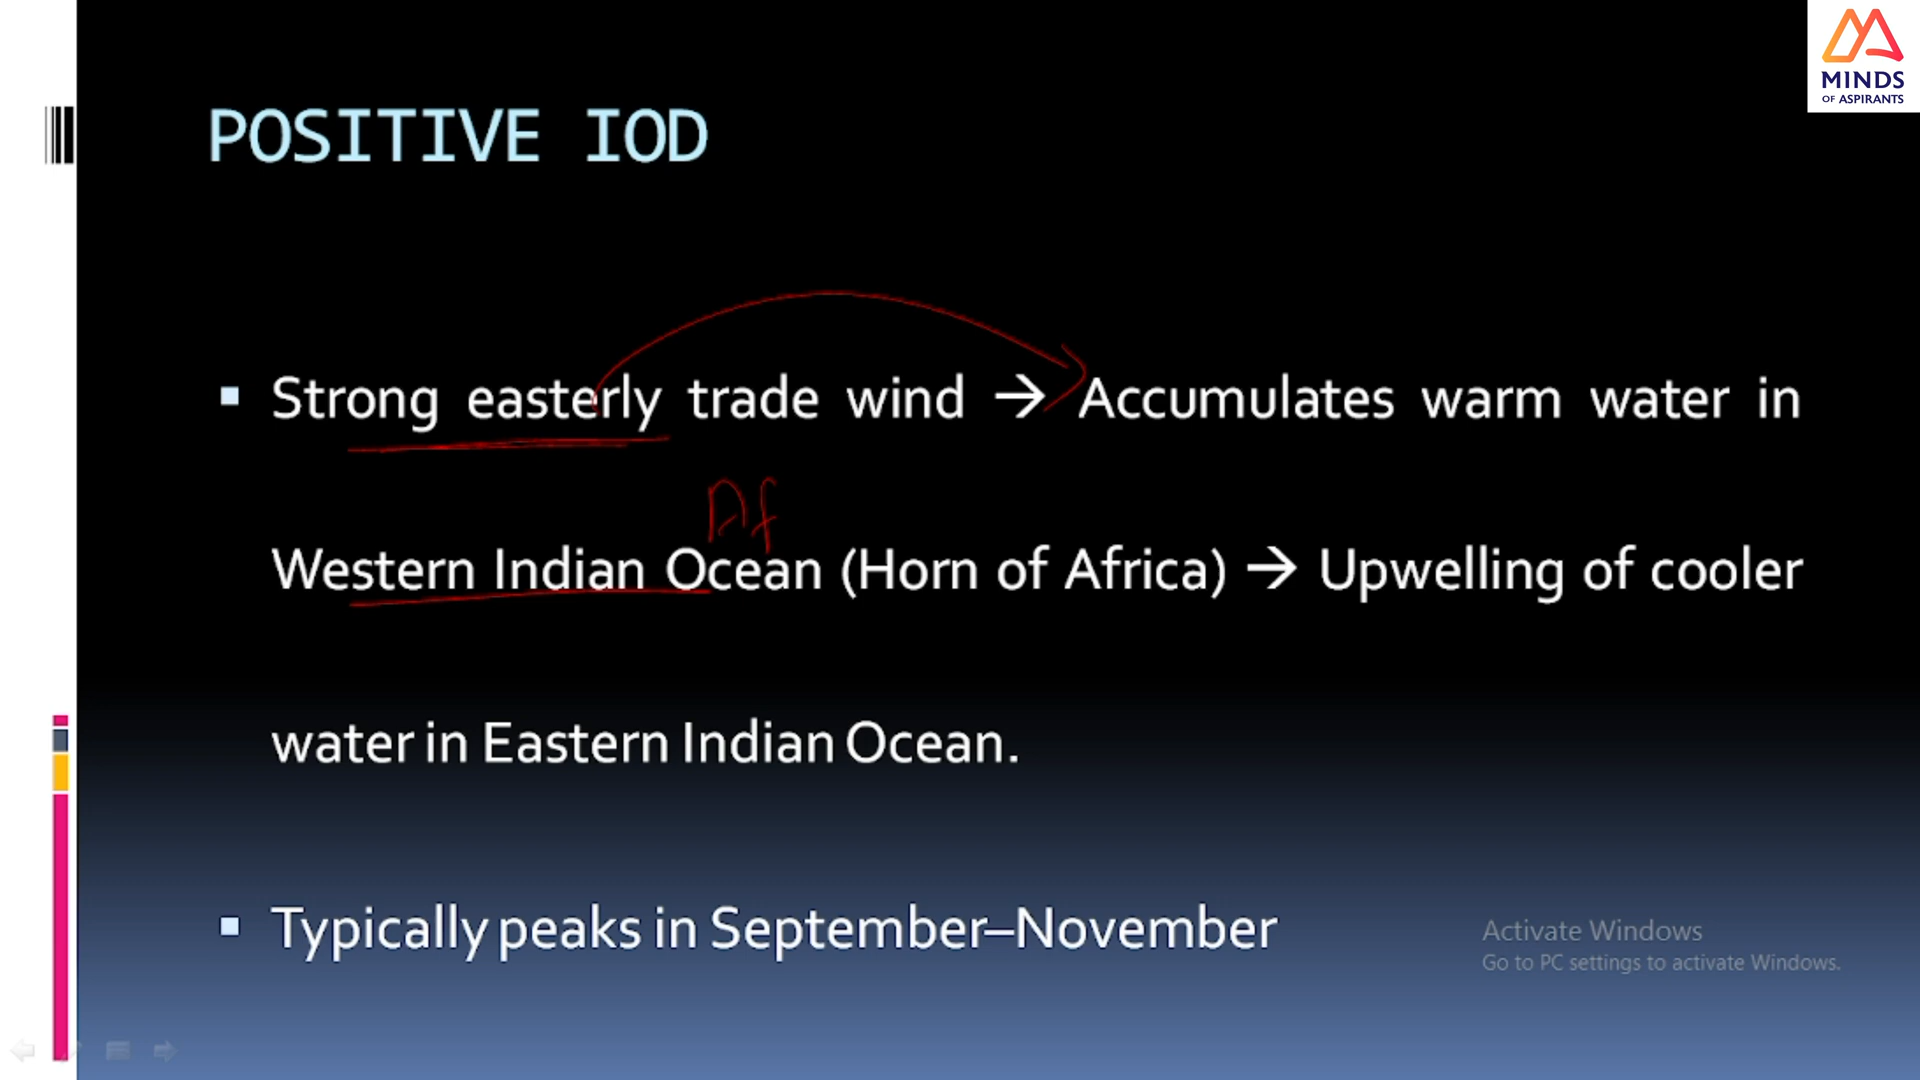 MINDS
OF ASPIRANTS
POSITIVE IOD
Strong easterly trade wind → Accumulates warm water in
Af
Western Indian Ocean (Horn of Africa) → Upwelling of cooler
water in Eastern Indian Ocean.
Typically peaks in September–November
Activate Windows
Go to PC settings to activate Windows.